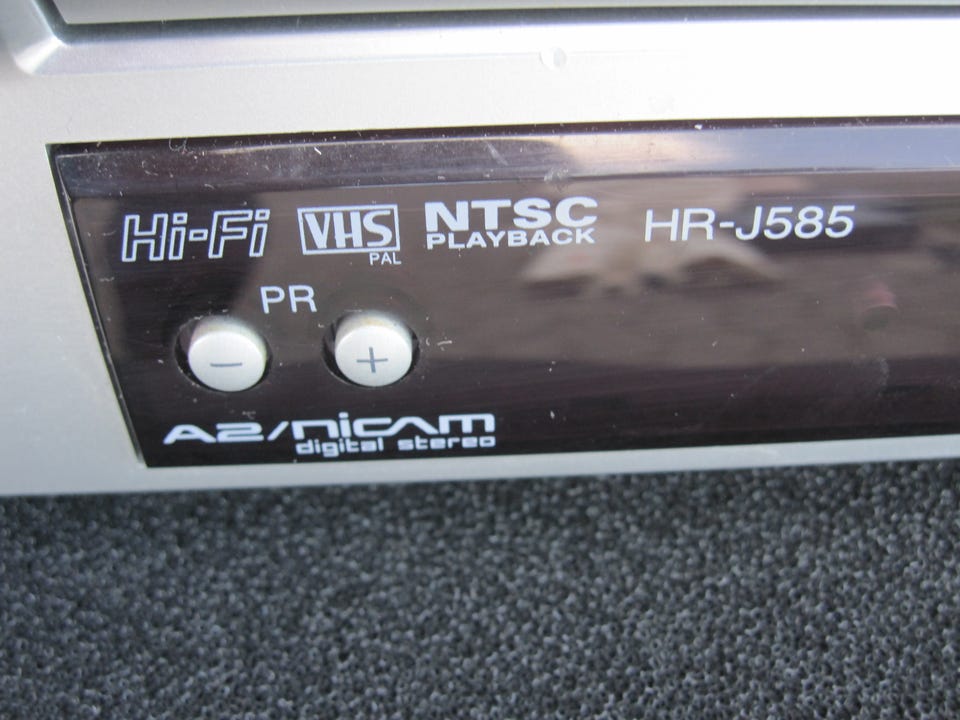 Hi-Fi VHS NTSC HR-J585
PAL PLAYBACK
PR
- +
A2/nicam
digital stereo